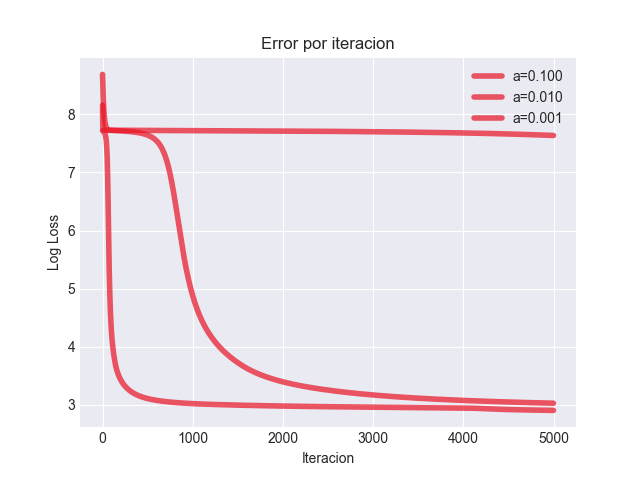 Error por iteracion
a=0.100
a=0.010
a=0.001
8
7
6
5
4
3
Log Loss
0 1000 2000 3000 4000 5000
Iteracion